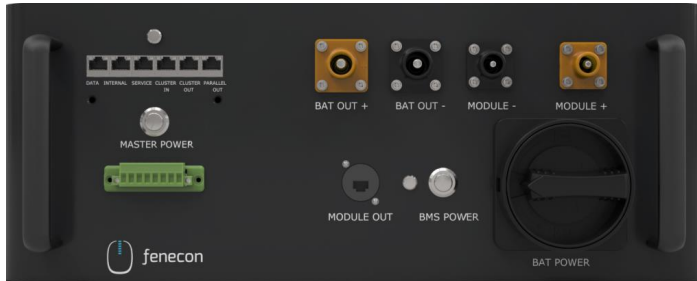 DATA INTERNAL SERVICE CLUSTER IN CLUSTER OUT PARALLEL OUT
MASTER POWER
BAT OUT + BAT OUT - MODULE - MODULE +
MODULE OUT BMS POWER
BAT POWER
fenecon